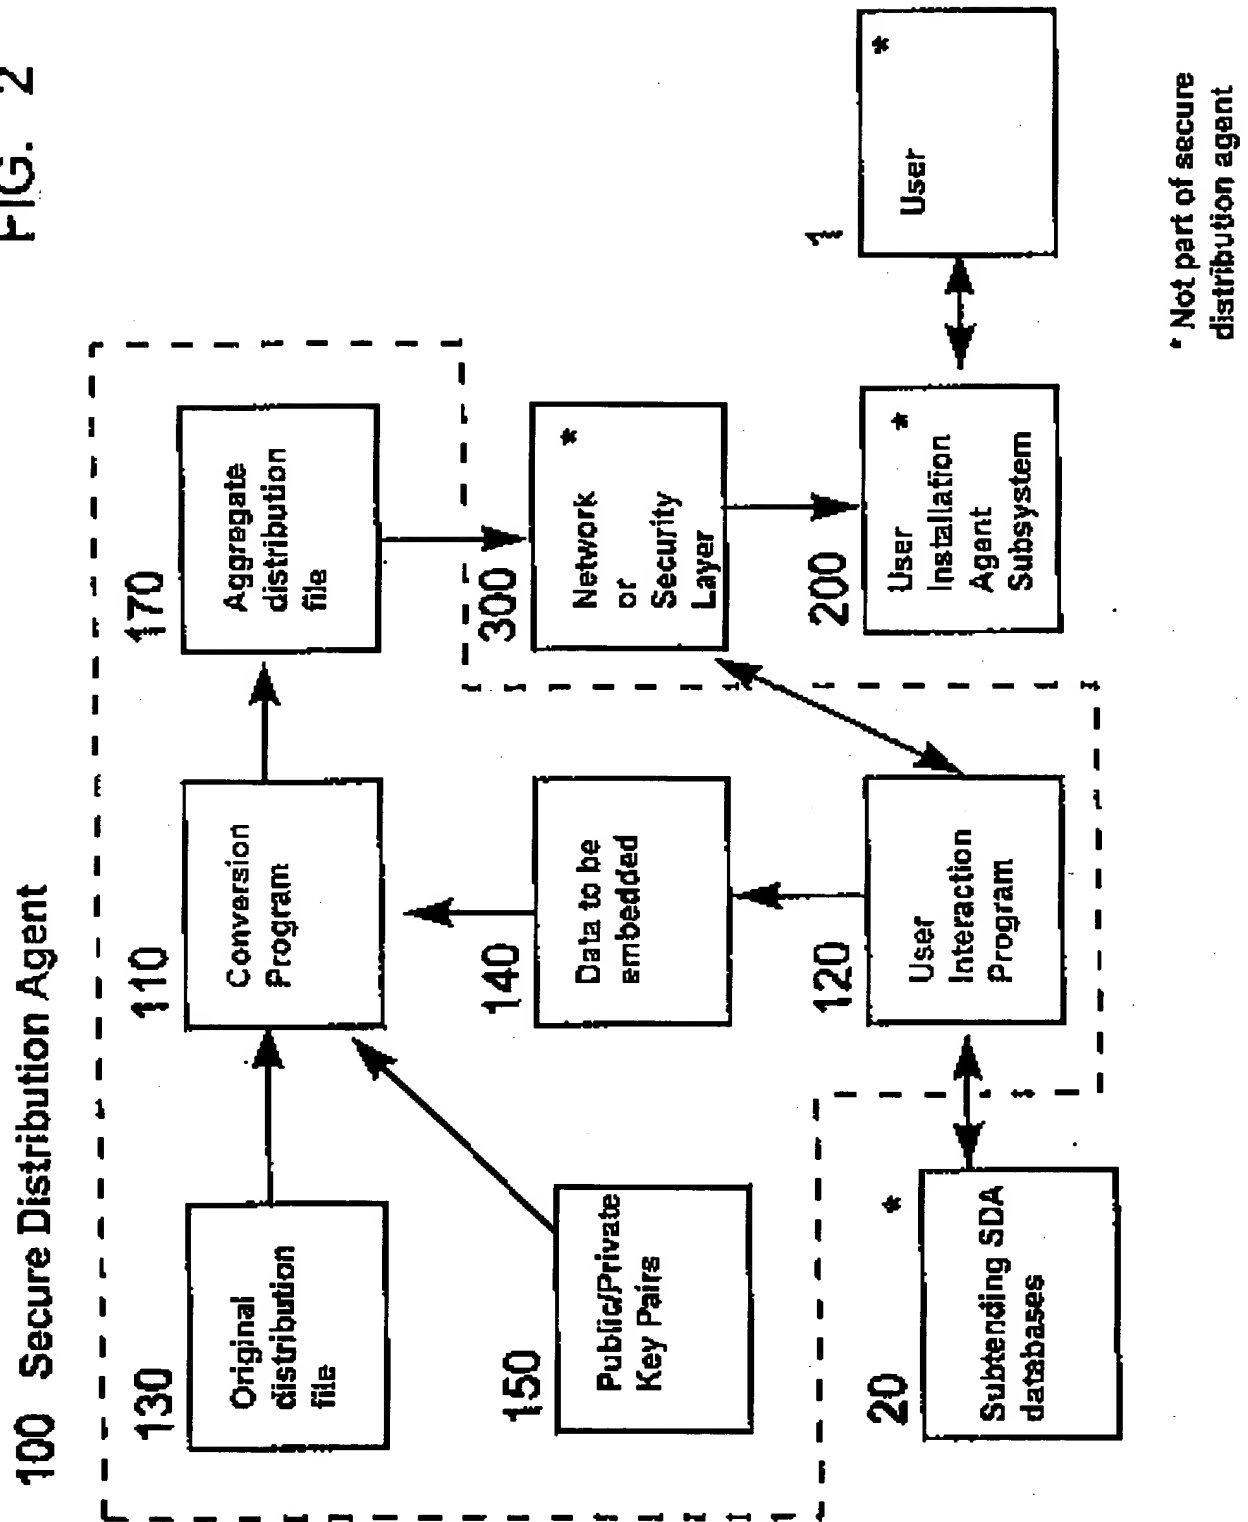 FIG. 2
100 Secure Distribution Agent
130
Original
distribution
file
110
Conversion
Program
170
Aggregate
distribution
file
150
Public/Private
Key Pairs
140
Data to be
embedded
300
*
Network
or
Security
Layer
20
*
Subtending SDA
databases
120
User
Interaction
Program
200
User *
Installation
Agent
Subsystem
1
*
User
* Not part of secure
distribution agent